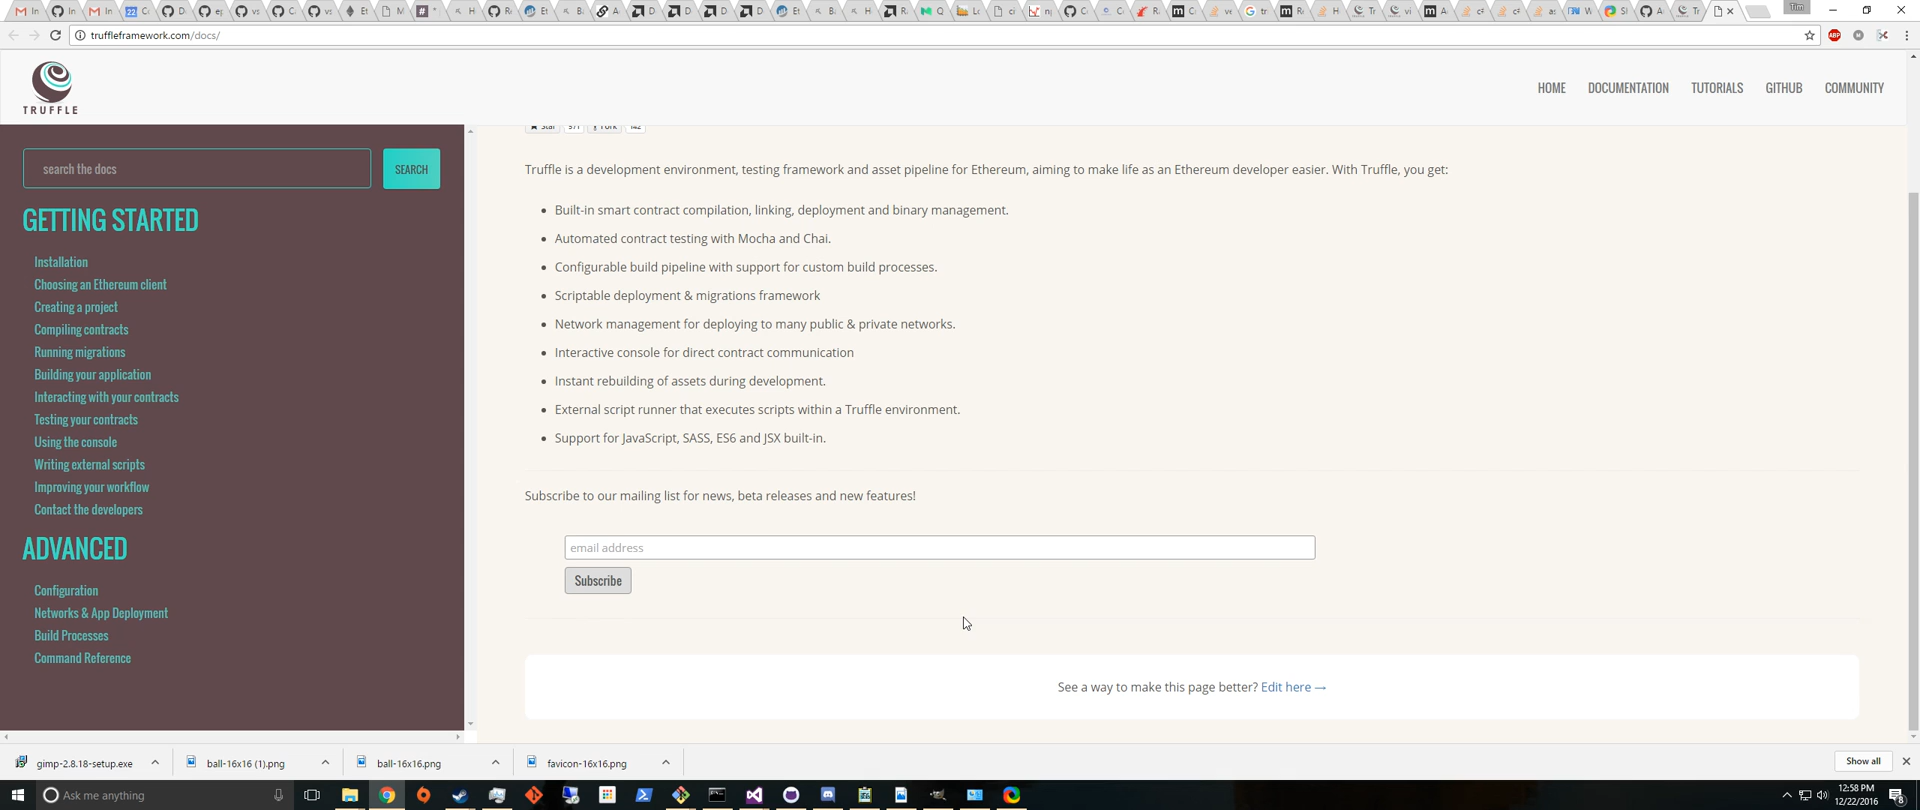 Tim
truffleframework.com/docs/
TRUFFLE
HOME DOCUMENTATION TUTORIALS GITHUB COMMUNITY
search the docs
SEARCH
GETTING STARTED
Installation
Choosing an Ethereum client
Creating a project
Compiling contracts
Running migrations
Building your application
Interacting with your contracts
Testing your contracts
Using the console
Writing external scripts
Improving your workflow
Contact the developers
ADVANCED
Configuration
Networks & App Deployment
Build Processes
Command Reference
Truffle is a development environment, testing framework and asset pipeline for Ethereum, aiming to make life as an Ethereum developer easier. With Truffle, you get:
Built-in smart contract compilation, linking, deployment and binary management.
Automated contract testing with Mocha and Chai.
Configurable build pipeline with support for custom build processes.
Scriptable deployment & migrations framework
Network management for deploying to many public & private networks.
Interactive console for direct contract communication
Instant rebuilding of assets during development.
External script runner that executes scripts within a Truffle environment.
Support for JavaScript, SASS, ES6 and JSX built-in.
Subscribe to our mailing list for news, beta releases and new features!
email address
Subscribe
See a way to make this page better? Edit here →
gimp-2.8.18-setup.exe
ball-16x16 (1).png
ball-16x16.png
favicon-16x16.png
Show all
Ask me anything
12:58 PM
12/22/2016